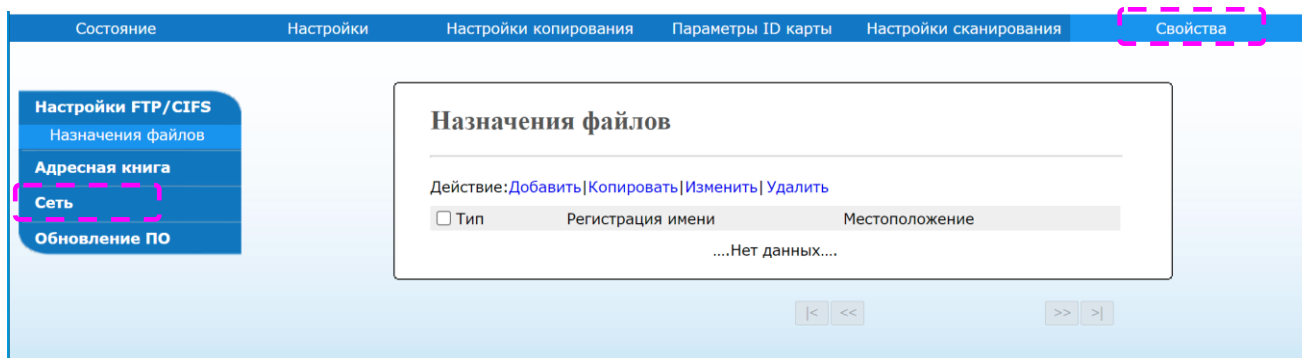 Состояние Настройки Настройки копирования Параметры ID карты Настройки сканирования Свойства
Настройки FTP/CIFS
Назначения файлов
Адресная книга
Сеть
Обновление ПО
Назначения файлов
Действие:Добавить|Копировать|Изменить| Удалить
Тип Регистрация имени Местоположение
....Нет данных....
|< << >> >|